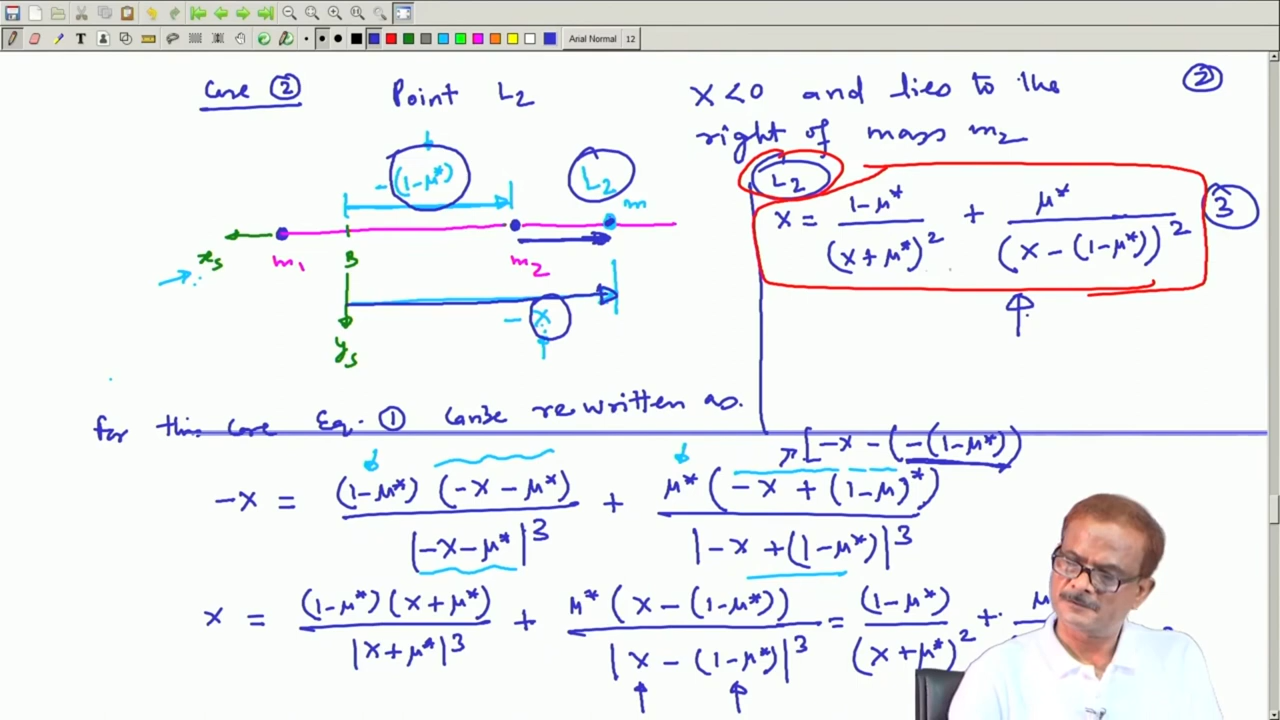 Arial Normal 12
Case ②
Point L₂
x < 0 and lies to the
②
right of mass m₂
-(1-μ*)
L₂
m
L₂
x = (1-μ*)/(x+μ*)² + μ*/(x-(1-μ*))²
③
xₛ
m₁
B
m₂
-x
yₛ
for this case Eq. ① can be rewritten as.
[-x-(-(1-μ*))
-x = (1-μ*)(-x-μ*)/|-x-μ*|³ + μ*(-x+(1-μ)*)/|-x+(1-μ*)|³
x = (1-μ*)(x+μ*)/|x+μ*|³ + μ*(x-(1-μ*))/|x-(1-μ*)|³ = (1-μ*)/(x+μ*)² +